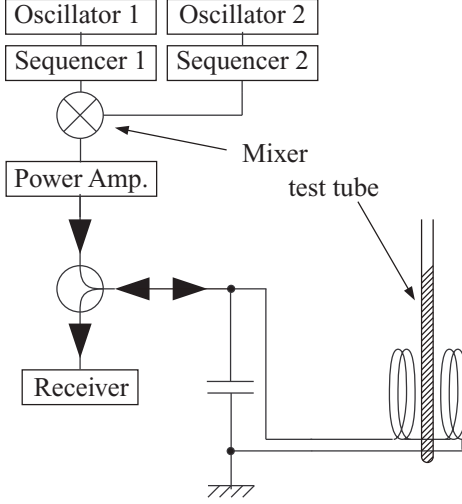 Oscillator 1
Oscillator 2
Sequencer 1
Sequencer 2
Mixer
Power Amp.
test tube
Receiver